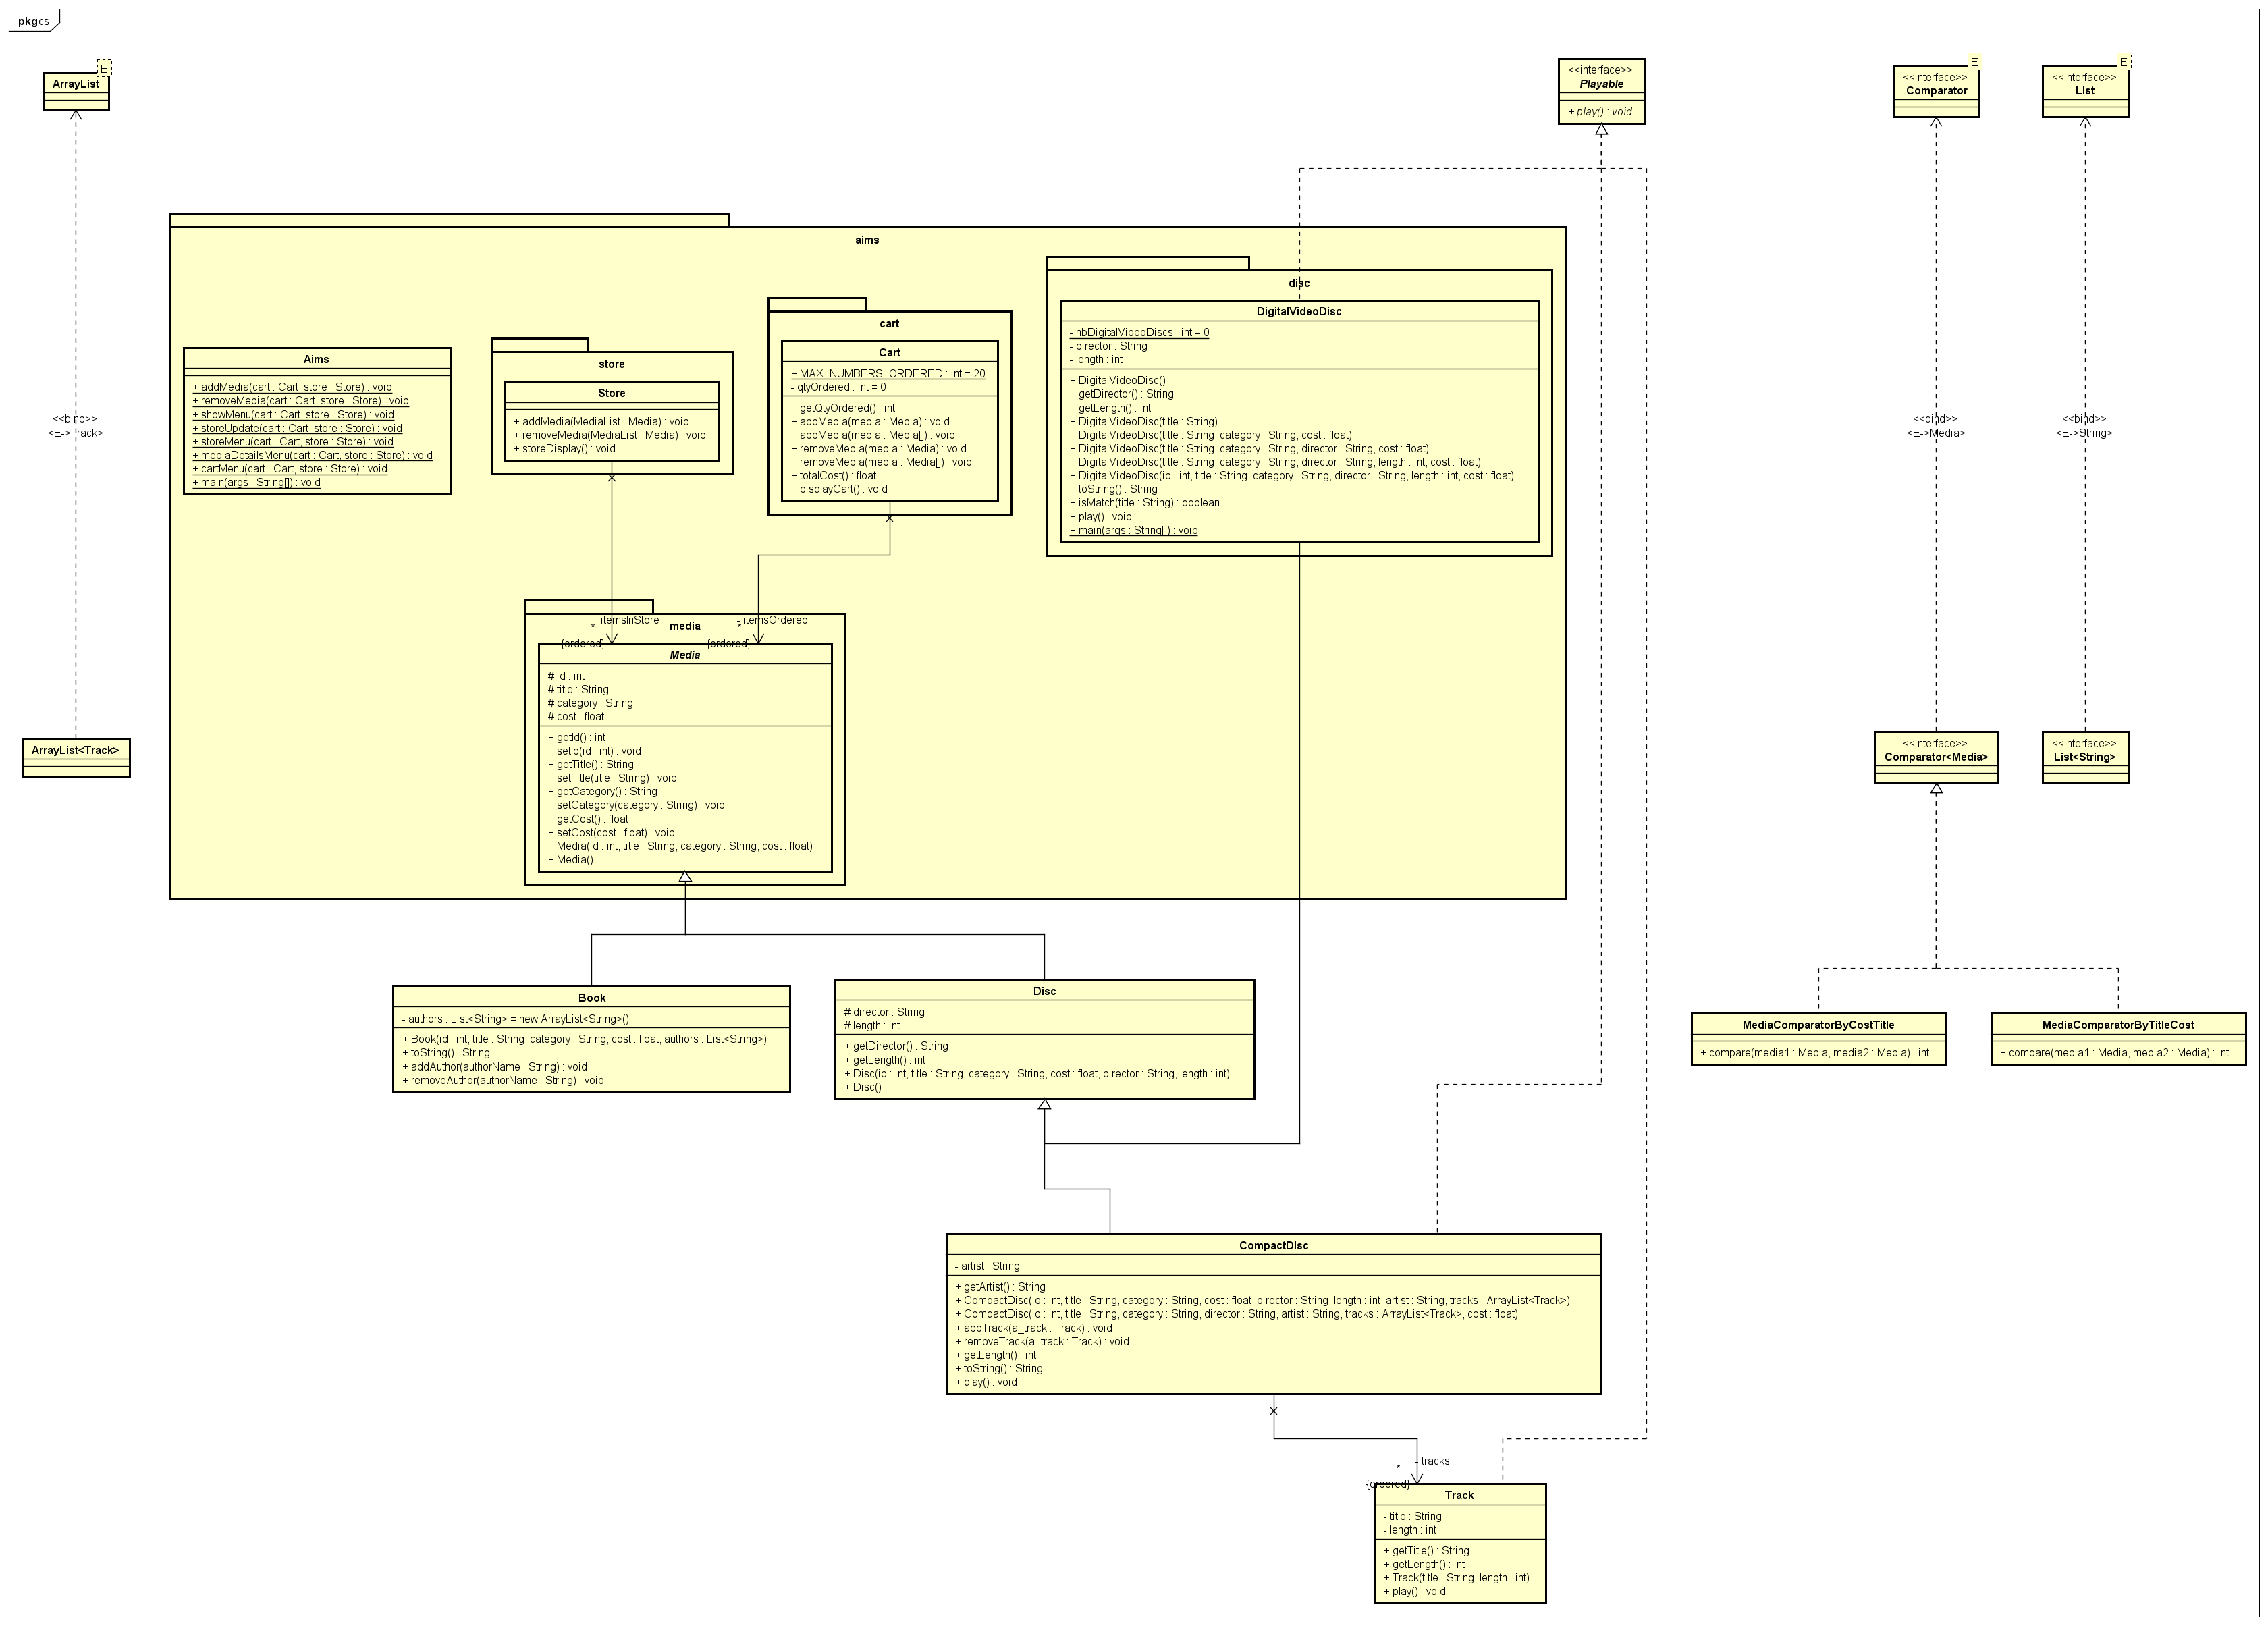 pkg cs
E
ArrayList
<<bind>>
<E->Track>
ArrayList<Track>
<<interface>>
Playable
+ play() : void
E
<<interface>>
Comparator
<<bind>>
<E->Media>
<<interface>>
Comparator<Media>
E
<<interface>>
List
<<bind>>
<E->String>
<<interface>>
List<String>
aims
Aims
+ addMedia(cart : Cart, store : Store) : void
+ removeMedia(cart : Cart, store : Store) : void
+ showMenu(cart : Cart, store : Store) : void
+ storeUpdate(cart : Cart, store : Store) : void
+ storeMenu(cart : Cart, store : Store) : void
+ mediaDetailsMenu(cart : Cart, store : Store) : void
+ cartMenu(cart : Cart, store : Store) : void
+ main(args : String[]) : void
store
Store
+ addMedia(MediaList : Media) : void
+ removeMedia(MediaList : Media) : void
+ storeDisplay() : void
cart
Cart
+ MAX_NUMBERS_ORDERED : int = 20
- qtyOrdered : int = 0
+ getQtyOrdered() : int
+ addMedia(media : Media) : void
+ addMedia(media : Media[]) : void
+ removeMedia(media : Media) : void
+ removeMedia(media : Media[]) : void
+ totalCost() : float
+ displayCart() : void
disc
DigitalVideoDisc
- nbDigitalVideoDiscs : int = 0
- director : String
- length : int
+ DigitalVideoDisc()
+ getDirector() : String
+ getLength() : int
+ DigitalVideoDisc(title : String)
+ DigitalVideoDisc(title : String, category : String, cost : float)
+ DigitalVideoDisc(title : String, category : String, director : String, cost : float)
+ DigitalVideoDisc(title : String, category : String, director : String, length : int, cost : float)
+ DigitalVideoDisc(id : int, title : String, category : String, director : String, length : int, cost : float)
+ toString() : String
+ isMatch(title : String) : boolean
+ play() : void
+ main(args : String[]) : void
+ itemsInStore
*
{ordered}
- itemsOrdered
*
{ordered}
media
Media
# id : int
# title : String
# category : String
# cost : float
+ getId() : int
+ setId(id : int) : void
+ getTitle() : String
+ setTitle(title : String) : void
+ getCategory() : String
+ setCategory(category : String) : void
+ getCost() : float
+ setCost(cost : float) : void
+ Media(id : int, title : String, category : String, cost : float)
+ Media()
Book
- authors : List<String> = new ArrayList<String>()
+ Book(id : int, title : String, category : String, cost : float, authors : List<String>)
+ toString() : String
+ addAuthor(authorName : String) : void
+ removeAuthor(authorName : String) : void
Disc
# director : String
# length : int
+ getDirector() : String
+ getLength() : int
+ Disc(id : int, title : String, category : String, cost : float, director : String, length : int)
+ Disc()
MediaComparatorByCostTitle
+ compare(media1 : Media, media2 : Media) : int
MediaComparatorByTitleCost
+ compare(media1 : Media, media2 : Media) : int
CompactDisc
- artist : String
+ getArtist() : String
+ CompactDisc(id : int, title : String, category : String, cost : float, director : String, length : int, artist : String, tracks : ArrayList<Track>)
+ CompactDisc(id : int, title : String, category : String, director : String, artist : String, tracks : ArrayList<Track>, cost : float)
+ addTrack(a_track : Track) : void
+ removeTrack(a_track : Track) : void
+ getLength() : int
+ toString() : String
+ play() : void
- tracks
*
{ordered}
Track
- title : String
- length : int
+ getTitle() : String
+ getLength() : int
+ Track(title : String, length : int)
+ play() : void